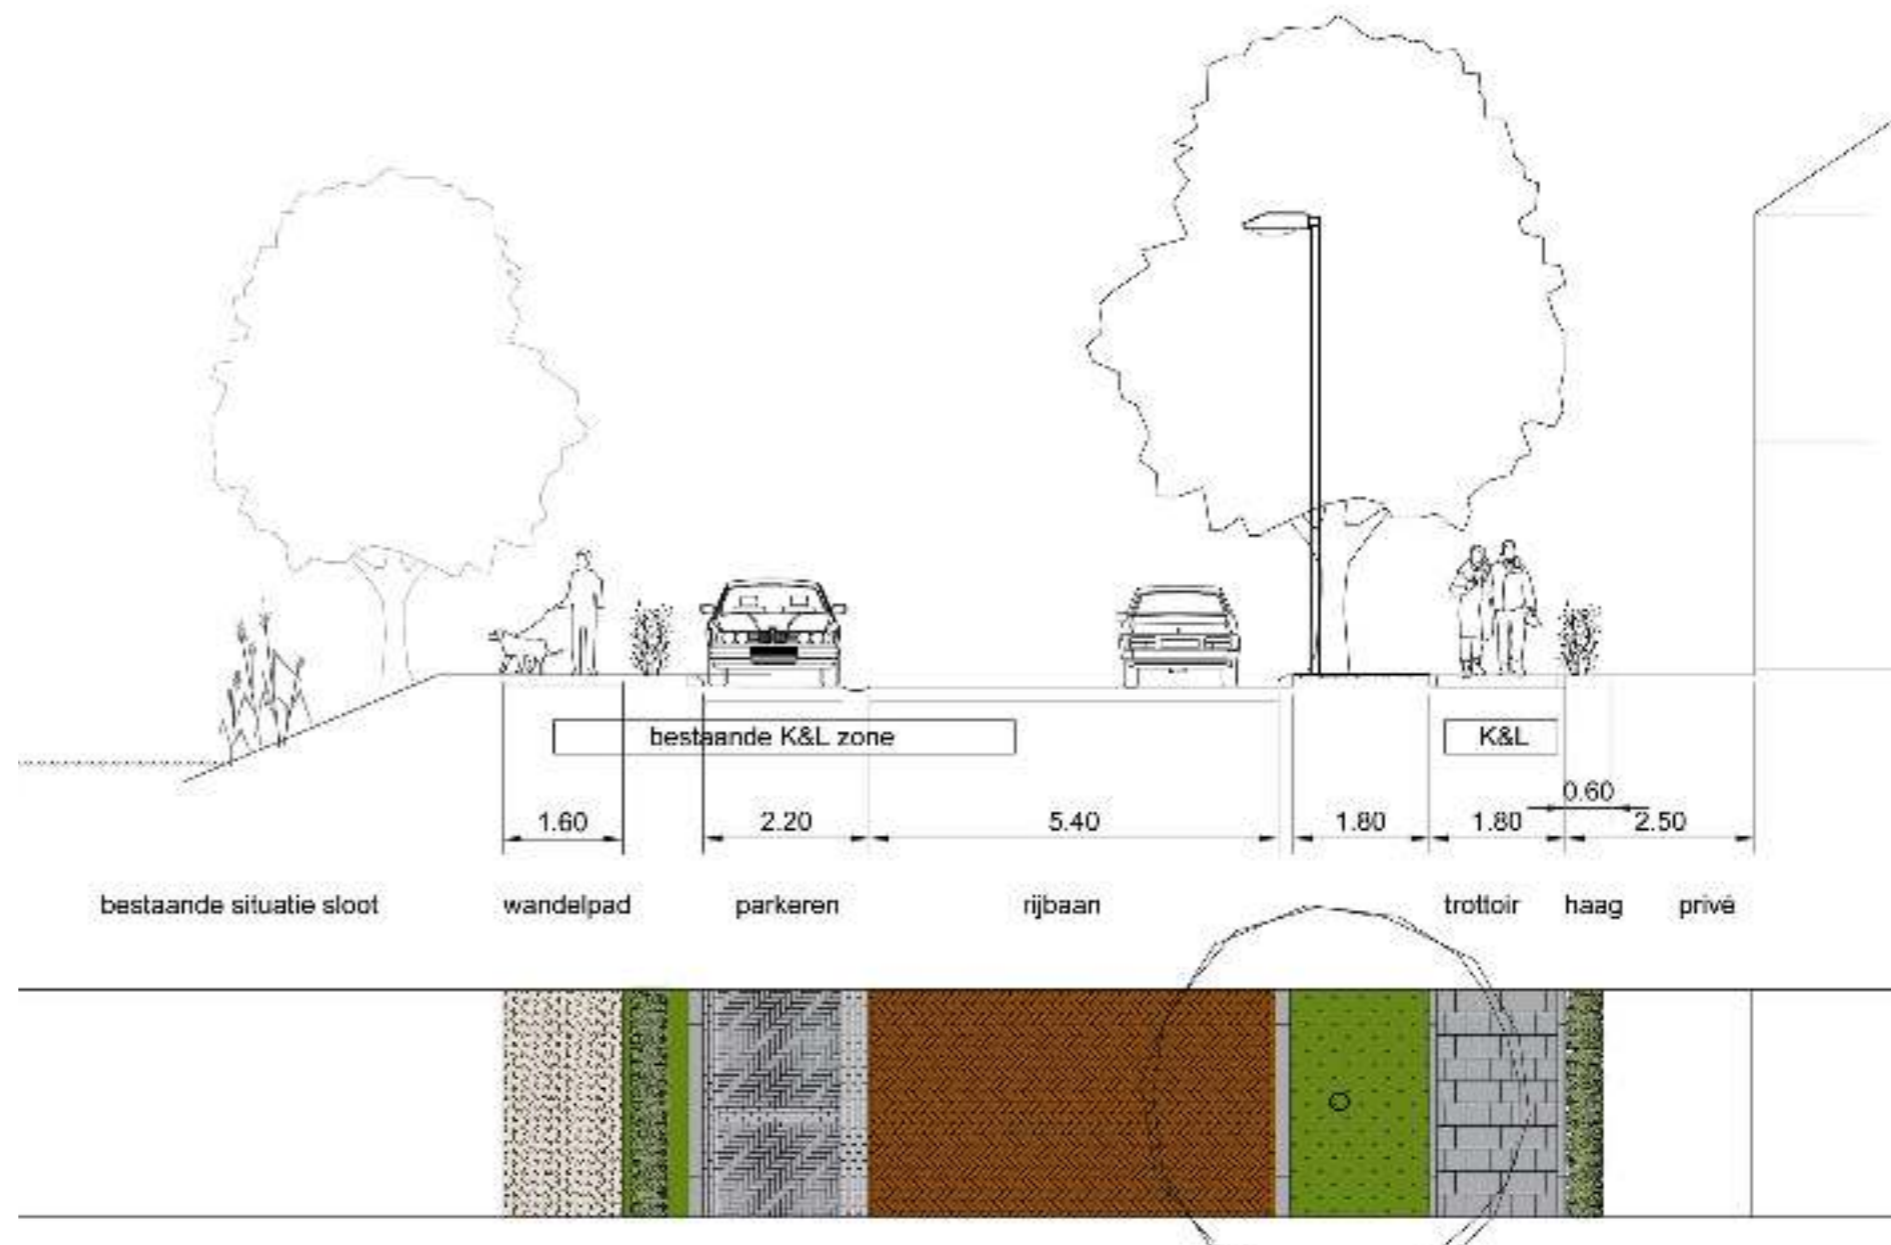 bestaande K&L zone
K&L
0.60
1.60
2.20
5.40
1.80
1.80
2.50
bestaande situatie sloot
wandelpad
parkeren
rijbaan
trottoir
haag
privé